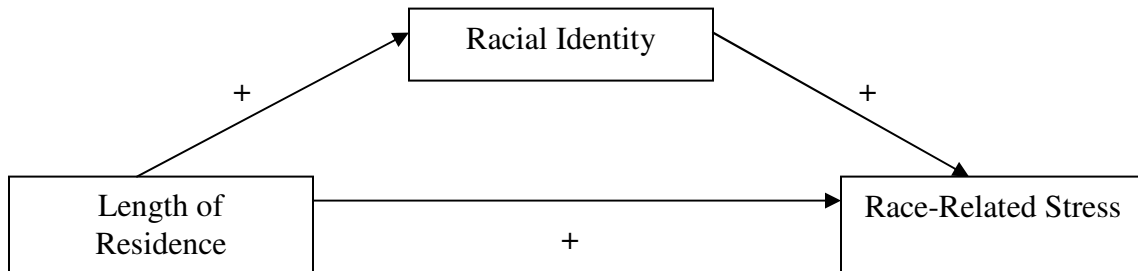 Racial Identity
+
+
Length of
Residence
Race-Related Stress
+